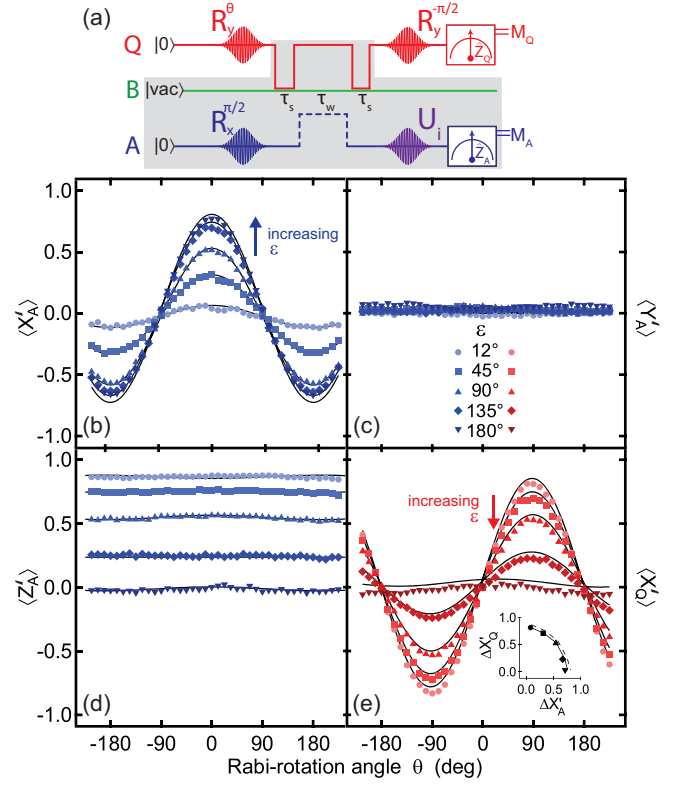 (a)
R_y^θ R_y^{-π/2}
Q |0⟩ Z̄_Q M_Q
B |vac⟩
τ_s τ_w τ_s
R_x^{π/2} U_i
A |0⟩ Z̄_A M_A
1.0
0.5
0.0
-0.5
-1.0
⟨X′_A⟩
increasing
ε
(b)
⟨Y′_A⟩
ε
12°
45°
90°
135°
180°
(c)
1.0
0.5
0.0
-0.5
-1.0
⟨Z′_A⟩
(d)
-180 -90 0 90 180
⟨X′_Q⟩
increasing
ε
ΔX′_Q
1.0
0.5
0.0
0.0 0.5 1.0
ΔX′_A
(e)
-180 -90 0 90 180
Rabi-rotation angle θ (deg)